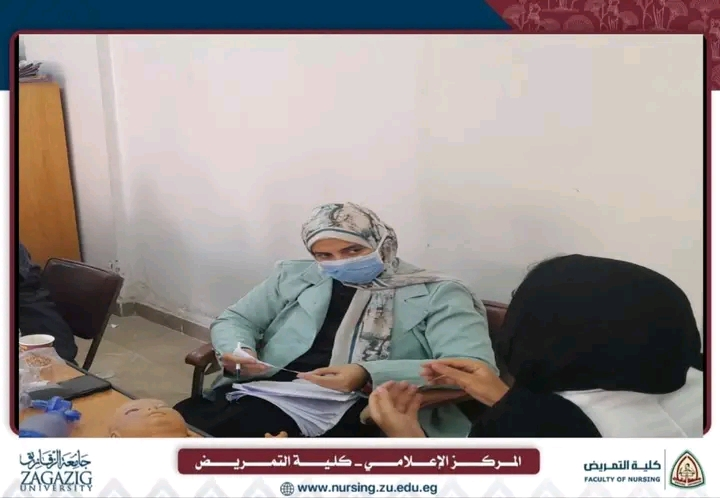 جامعة الزقازيق
ZAGAZIG
UNIVERSITY
المركز الإعلامي - كلية التمريض
www.nursing.zu.edu.eg
كلية التمريض
FACULTY OF NURSING